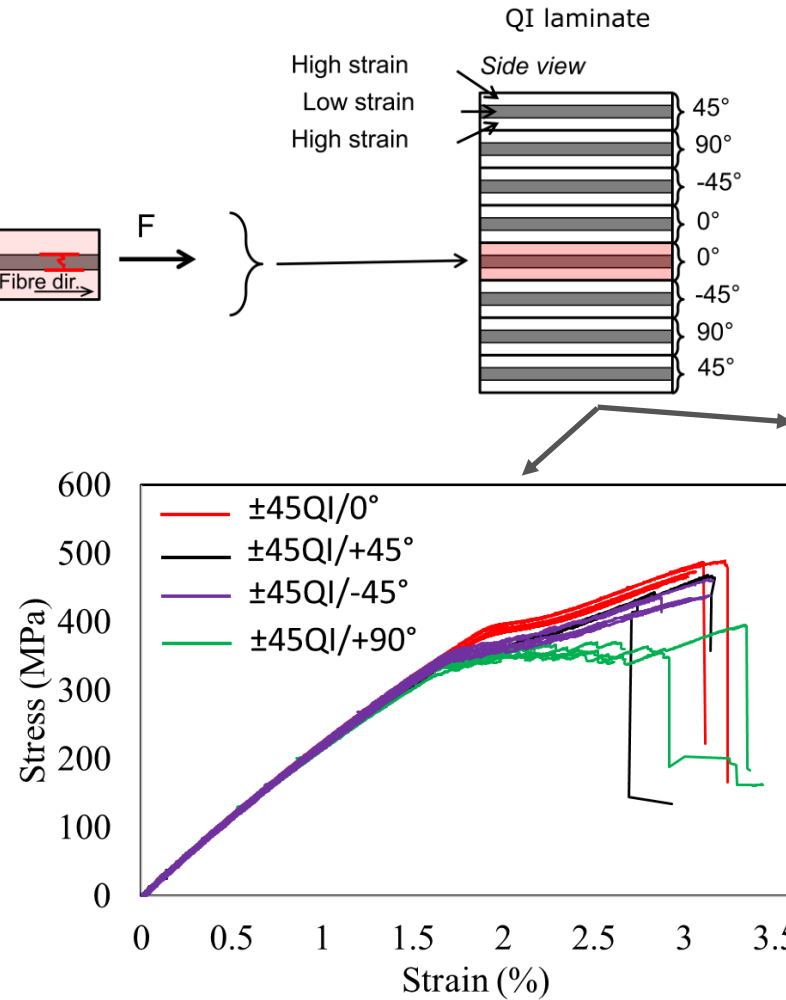 QI laminate
High strain
Side view
Low strain
High strain
45°
90°
-45°
0°
0°
-45°
90°
45°
F
Fibre dir.
600
500
400
300
200
100
0
Stress (MPa)
±45QI/0°
±45QI/+45°
±45QI/-45°
±45QI/+90°
0 0.5 1 1.5 2 2.5 3 3.5
Strain (%)